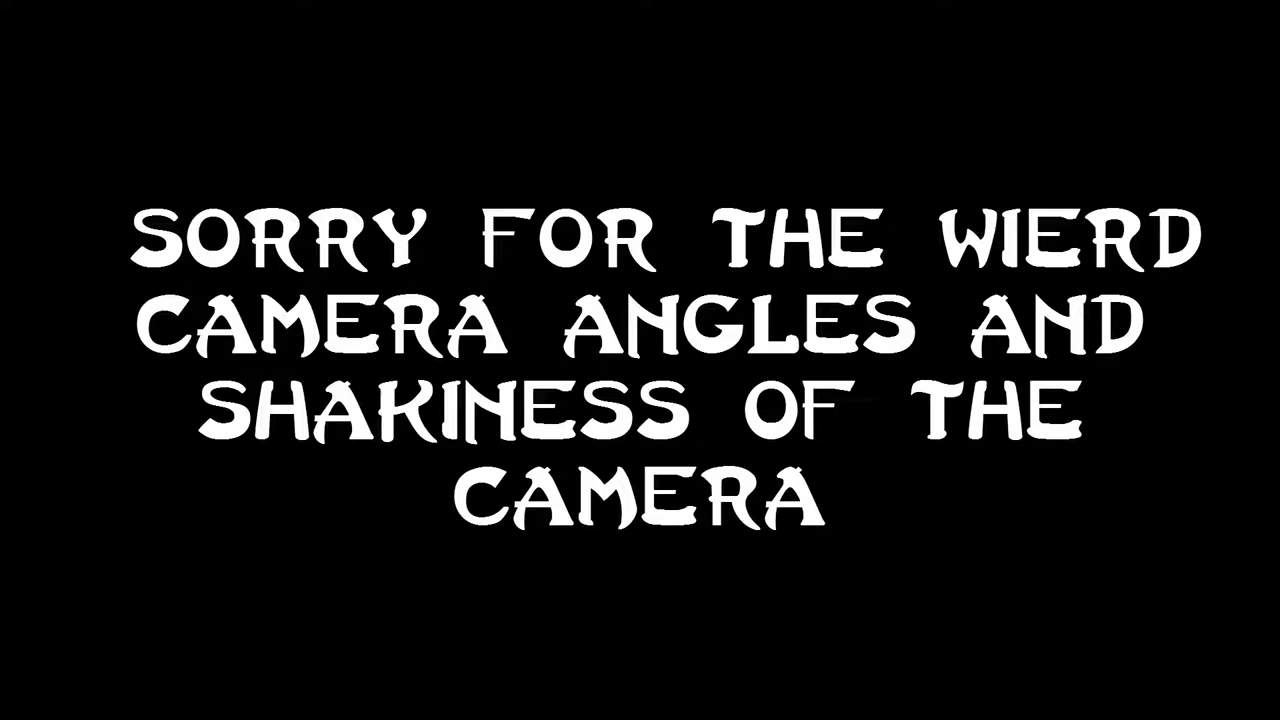 SORRY FOR THE WIERD
CAMERA ANGLES AND
SHAKINESS OF THE
CAMERA